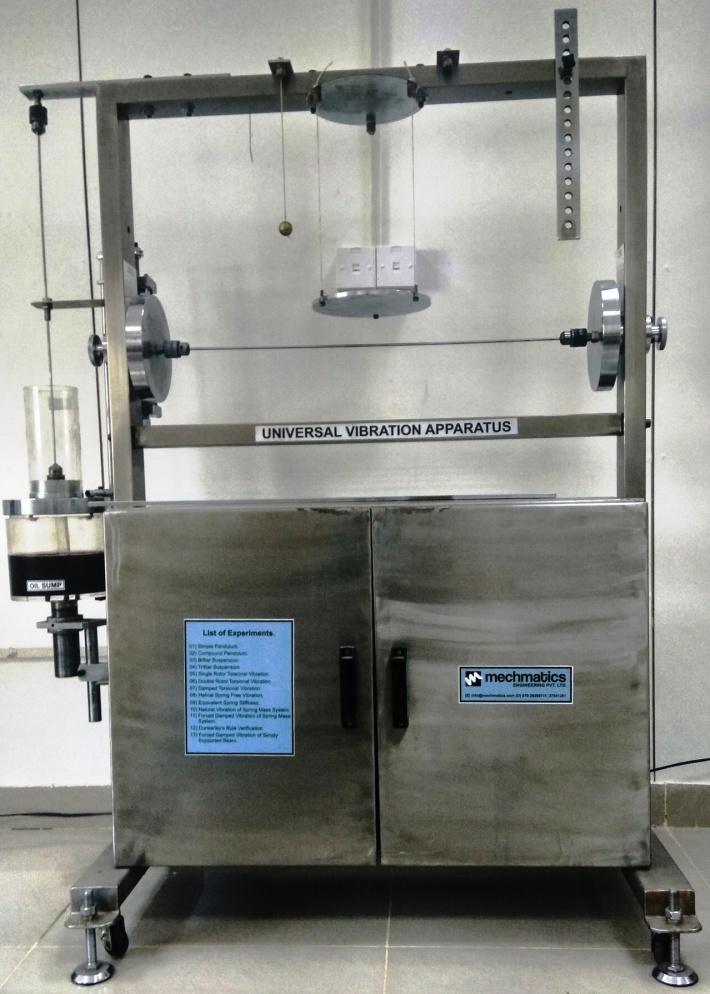 UNIVERSAL VIBRATION APPARATUS
OIL SUMP
List of Experiments.
01) Simple Pendulum.
02) Compound Pendulum.
03) Bifilar Suspension.
04) Trifilar Suspension
05) Single Rotor Torsional Vibration.
06) Double Rotor Torsional Vibration.
07) Damped Torsional Vibration.
08) Helical Spring Free Vibration.
09) Equivalent Spring Stiffness.
10) Natural Vibration of Spring Mass System.
11) Forced Damped Vibration of Spring Mass
System.
12) Dunkerley's Rule Verification.
13) Forced Damped Vibration of Simply
Supported Beam.
mechmatics
ENGINEERING PVT. LTD.